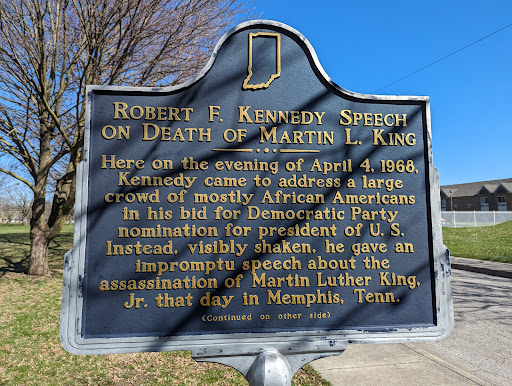 ROBERT F. KENNEDY SPEECH
ON DEATH OF MARTIN L. KING
Here on the evening of April 4, 1968,
Kennedy came to address a large
crowd of mostly African Americans
in his bid for Democratic Party
nomination for president of U. S.
Instead, visibly shaken, he gave an
impromptu speech about the
assassination of Martin Luther King,
Jr. that day in Memphis, Tenn.
(Continued on other side)